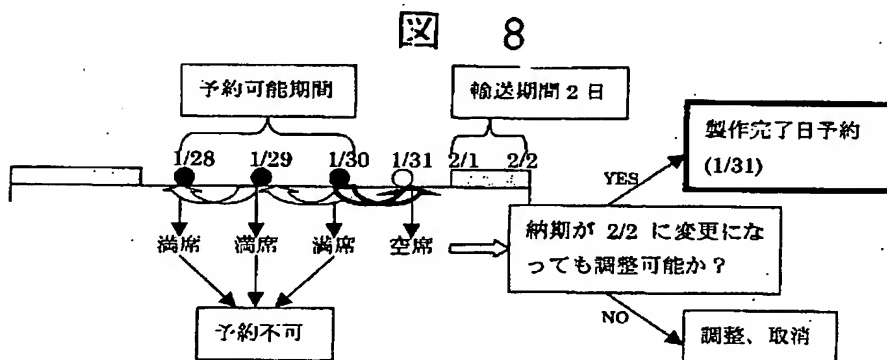 図 8
予約可能期間
輸送期間2日
製作完了日予約
(1/31)
1/28 1/29 1/30 1/31 2/1 2/2
YES
満席 満席 満席 空席
納期が 2/2 に変更にな
っても調整可能か?
予約不可
NO
調整、取消